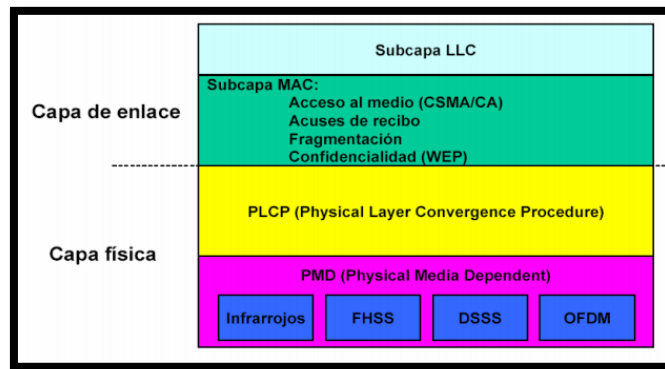 Subcapa LLC
Capa de enlace
Subcapa MAC:
Acceso al medio (CSMA/CA)
Acuses de recibo
Fragmentación
Confidencialidad (WEP)
Capa física
PLCP (Physical Layer Convergence Procedure)
PMD (Physical Media Dependent)
Infrarrojos
FHSS
DSSS
OFDM